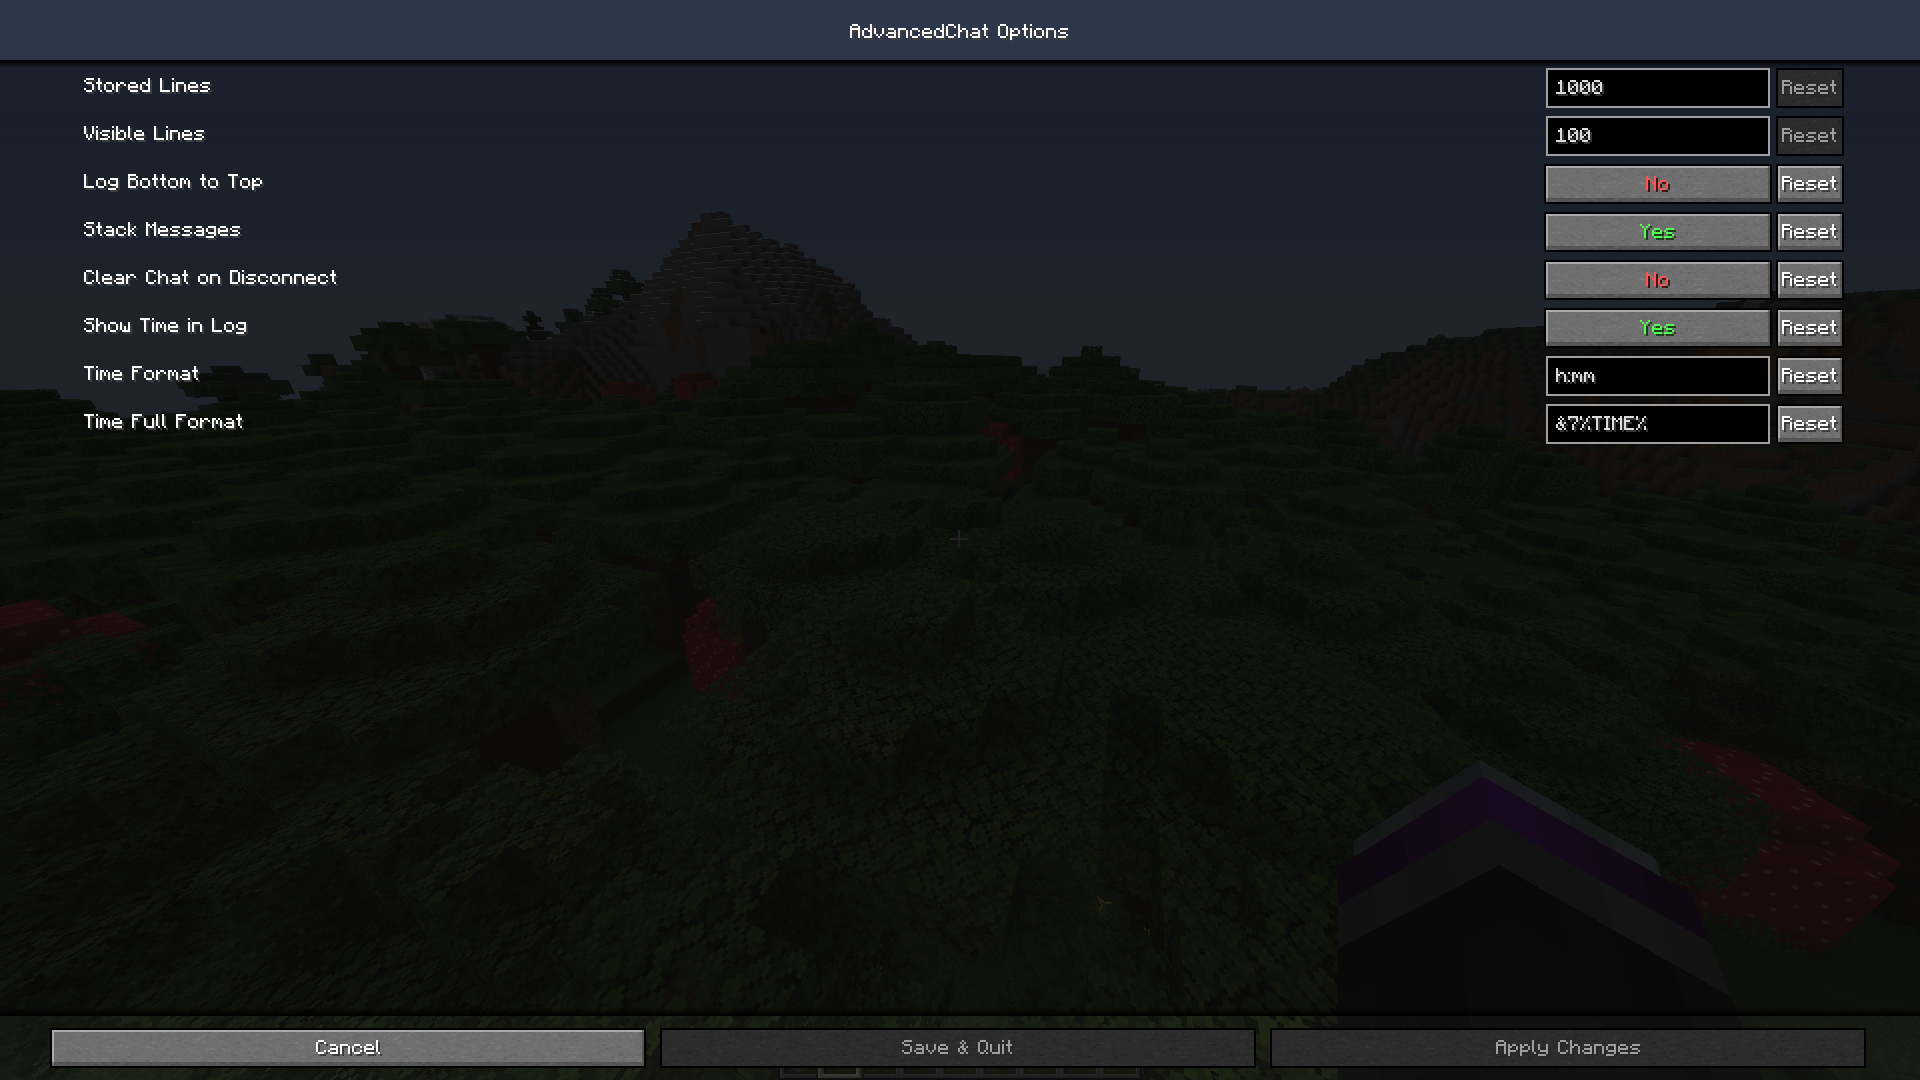 AdvancedChat Options
Stored Lines 1000 Reset
Visible Lines 100 Reset
Log Bottom to Top No Reset
Stack Messages Yes Reset
Clear Chat on Disconnect No Reset
Show Time in Log Yes Reset
Time Format h:mm Reset
Time Full Format &7%TIME% Reset
Cancel Save & Quit Apply Changes